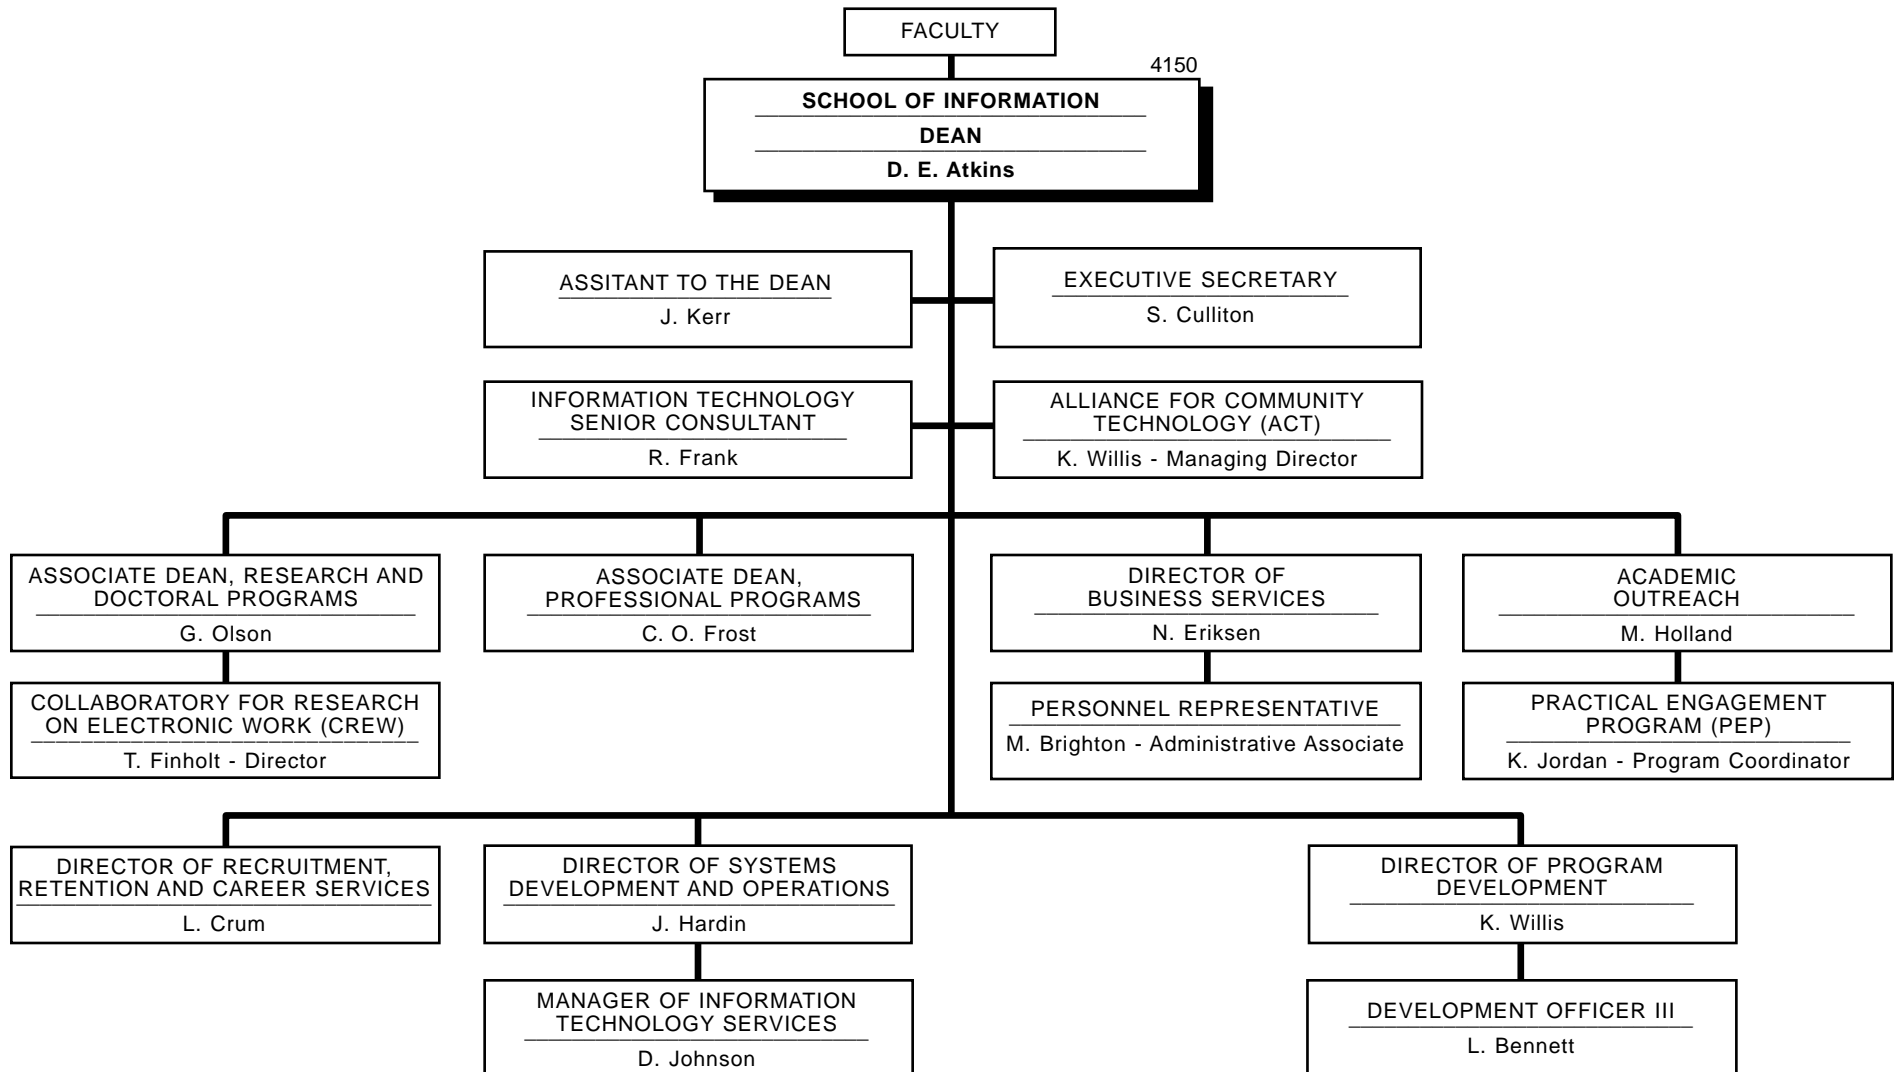 FACULTY
4150
SCHOOL OF INFORMATION
DEAN
D. E. Atkins
ASSITANT TO THE DEAN
J. Kerr
EXECUTIVE SECRETARY
S. Culliton
INFORMATION TECHNOLOGY
SENIOR CONSULTANT
R. Frank
ALLIANCE FOR COMMUNITY
TECHNOLOGY (ACT)
K. Willis - Managing Director
ASSOCIATE DEAN, RESEARCH AND
DOCTORAL PROGRAMS
G. Olson
ASSOCIATE DEAN,
PROFESSIONAL PROGRAMS
C. O. Frost
DIRECTOR OF
BUSINESS SERVICES
N. Eriksen
ACADEMIC
OUTREACH
M. Holland
COLLABORATORY FOR RESEARCH
ON ELECTRONIC WORK (CREW)
T. Finholt - Director
PERSONNEL REPRESENTATIVE
M. Brighton - Administrative Associate
PRACTICAL ENGAGEMENT
PROGRAM (PEP)
K. Jordan - Program Coordinator
DIRECTOR OF RECRUITMENT,
RETENTION AND CAREER SERVICES
L. Crum
DIRECTOR OF SYSTEMS
DEVELOPMENT AND OPERATIONS
J. Hardin
DIRECTOR OF PROGRAM
DEVELOPMENT
K. Willis
MANAGER OF INFORMATION
TECHNOLOGY SERVICES
D. Johnson
DEVELOPMENT OFFICER III
L. Bennett